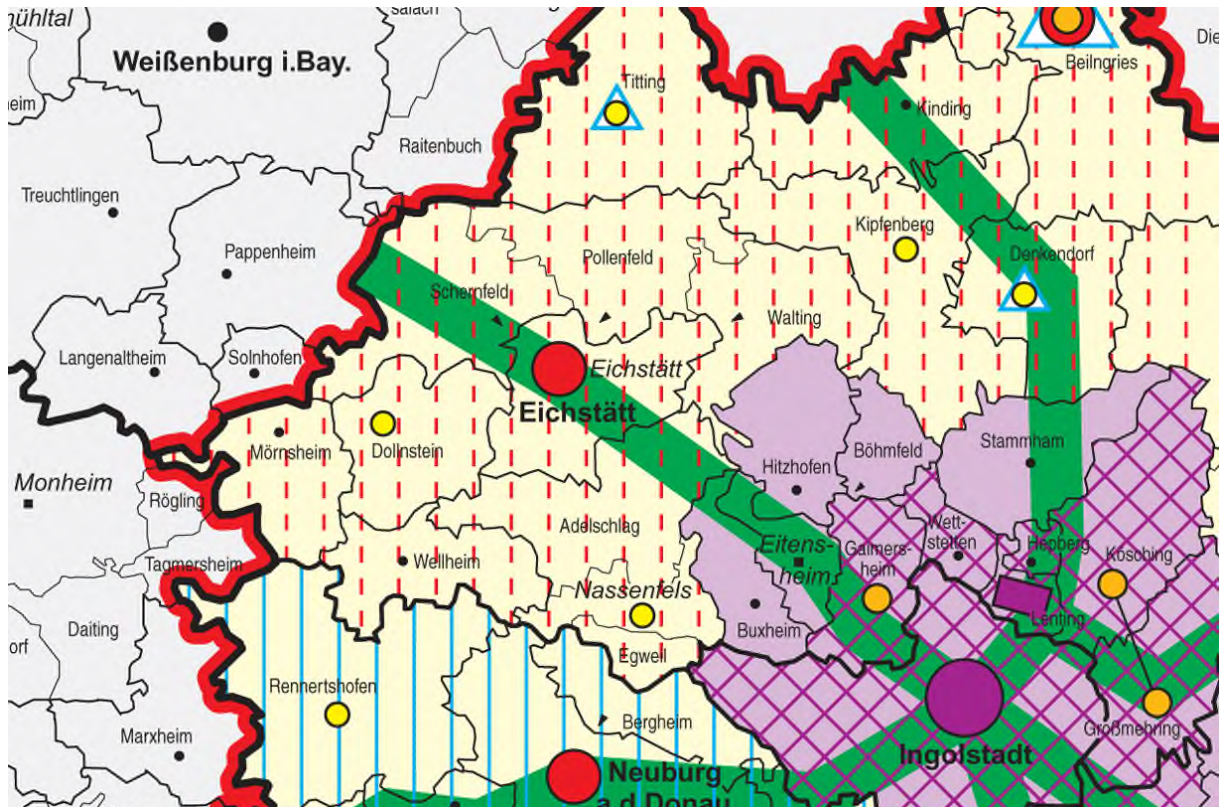 Weißenburg i.Bay.
Titting
Beilngries
Kinding
Raitenbuch
Treuchtlingen
Pappenheim
Pollenfeld
Kipfenberg
Denkendorf
Schernfeld
Walting
Langenaltheim
Solnhofen
Eichstätt
Eichstätt
Mörnsheim
Dollnstein
Hitzhofen
Böhmfeld
Stammham
Monheim
Rögling
Adelschlag
Eitens-
heim
Gaimers-
heim
Wett-
stetten
Hepberg
Kösching
Tagmersheim
Wellheim
Nassenfels
Buxheim
Lenting
Daiting
Egweil
Rennertshofen
Bergheim
Großmehring
Marxheim
Ingolstadt
Neuburg
a.d.Donau